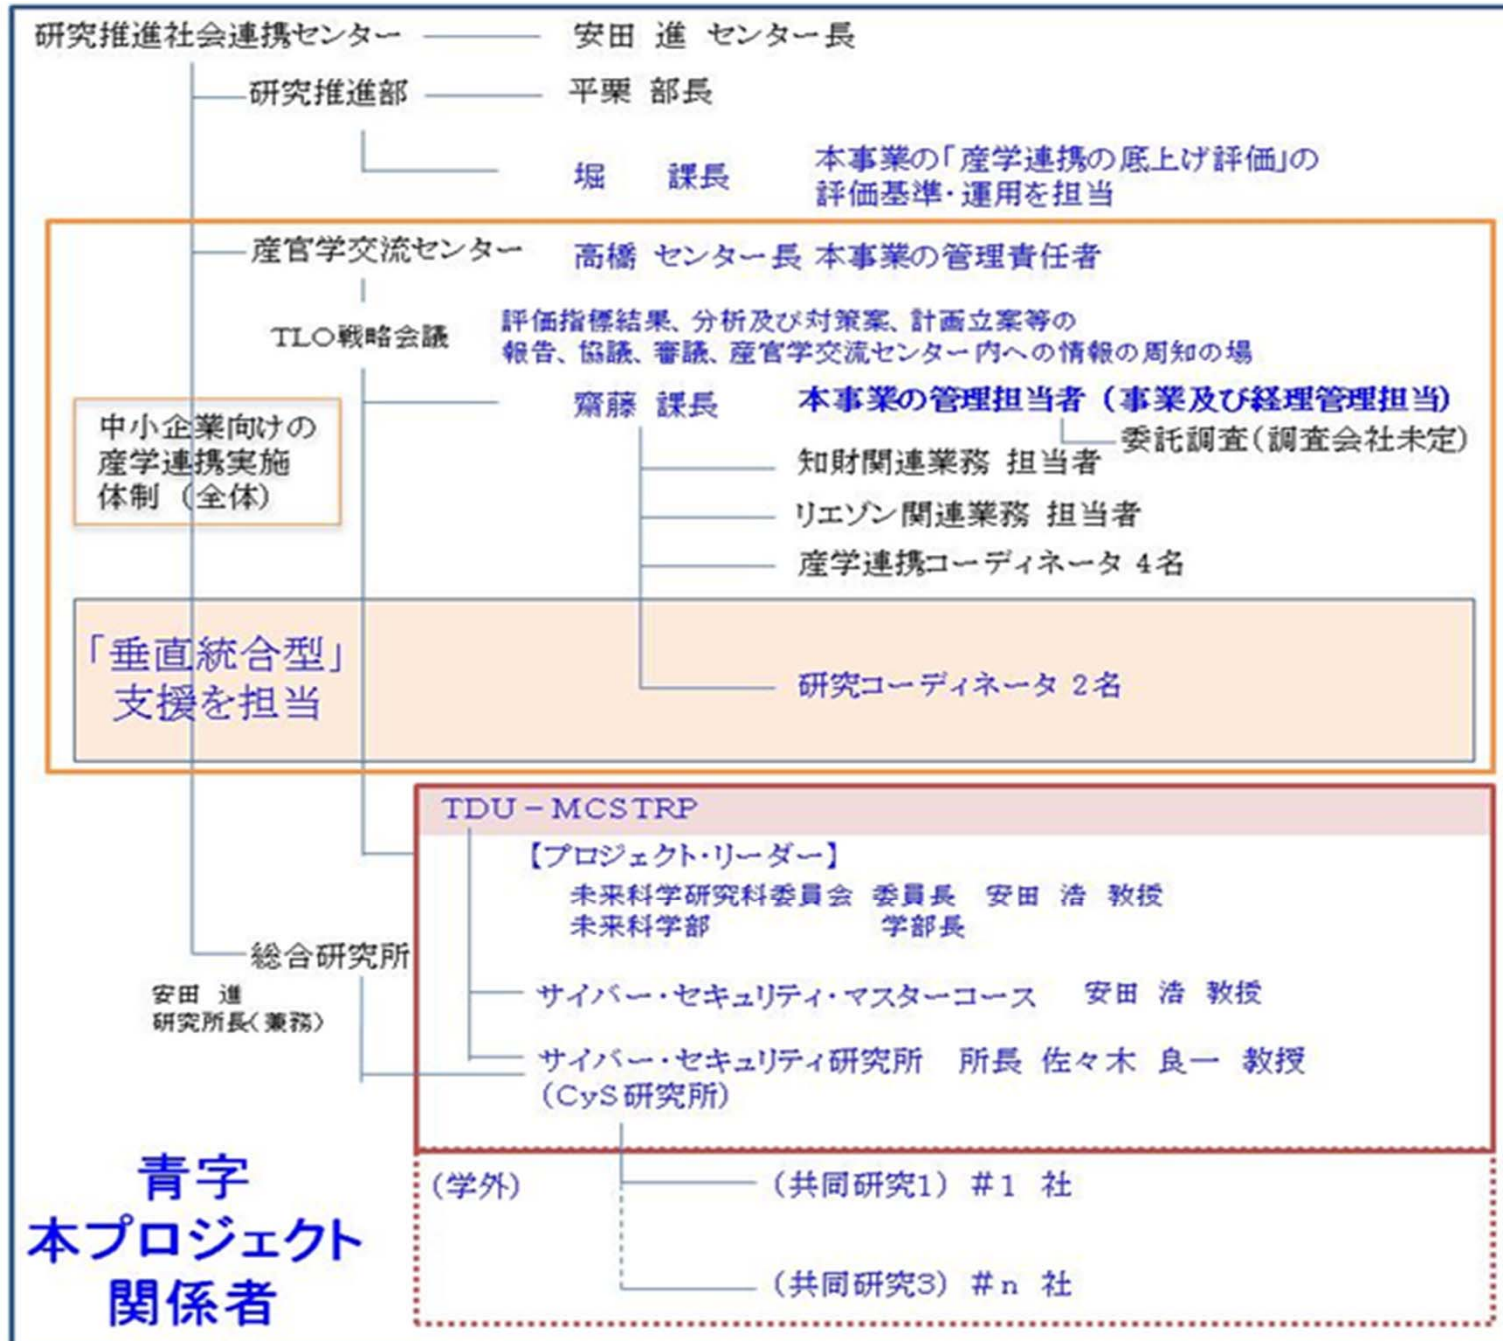 研究推進社会連携センター 安田 進 センター長
研究推進部 平栗 部長
堀 課長 本事業の「産学連携の底上げ評価」の
評価基準・運用を担当
産官学交流センター 高橋 センター長 本事業の管理責任者
TLO戦略会議
評価指標結果、分析及び対策案、計画立案等の
報告、協議、審議、産官学交流センター内への情報の周知の場
齋藤 課長 本事業の管理担当者（事業及び経理管理担当）
委託調査（調査会社未定）
中小企業向けの
産学連携実施
体制（全体）
知財関連業務 担当者
リエゾン関連業務 担当者
産学連携コーディネータ 4名
「垂直統合型」
支援を担当
研究コーディネータ 2名
TDU－MCSTRP
【プロジェクト・リーダー】
未来科学研究科委員会 委員長 安田 浩 教授
未来科学部 学部長
総合研究所
安田 進
研究所長（兼務）
サイバー・セキュリティ・マスターコース 安田 浩 教授
サイバー・セキュリティ研究所 所長 佐々木 良一 教授
（CyS研究所）
（学外）
（共同研究1）＃1 社
（共同研究3）＃n 社
青字
本プロジェクト
関係者